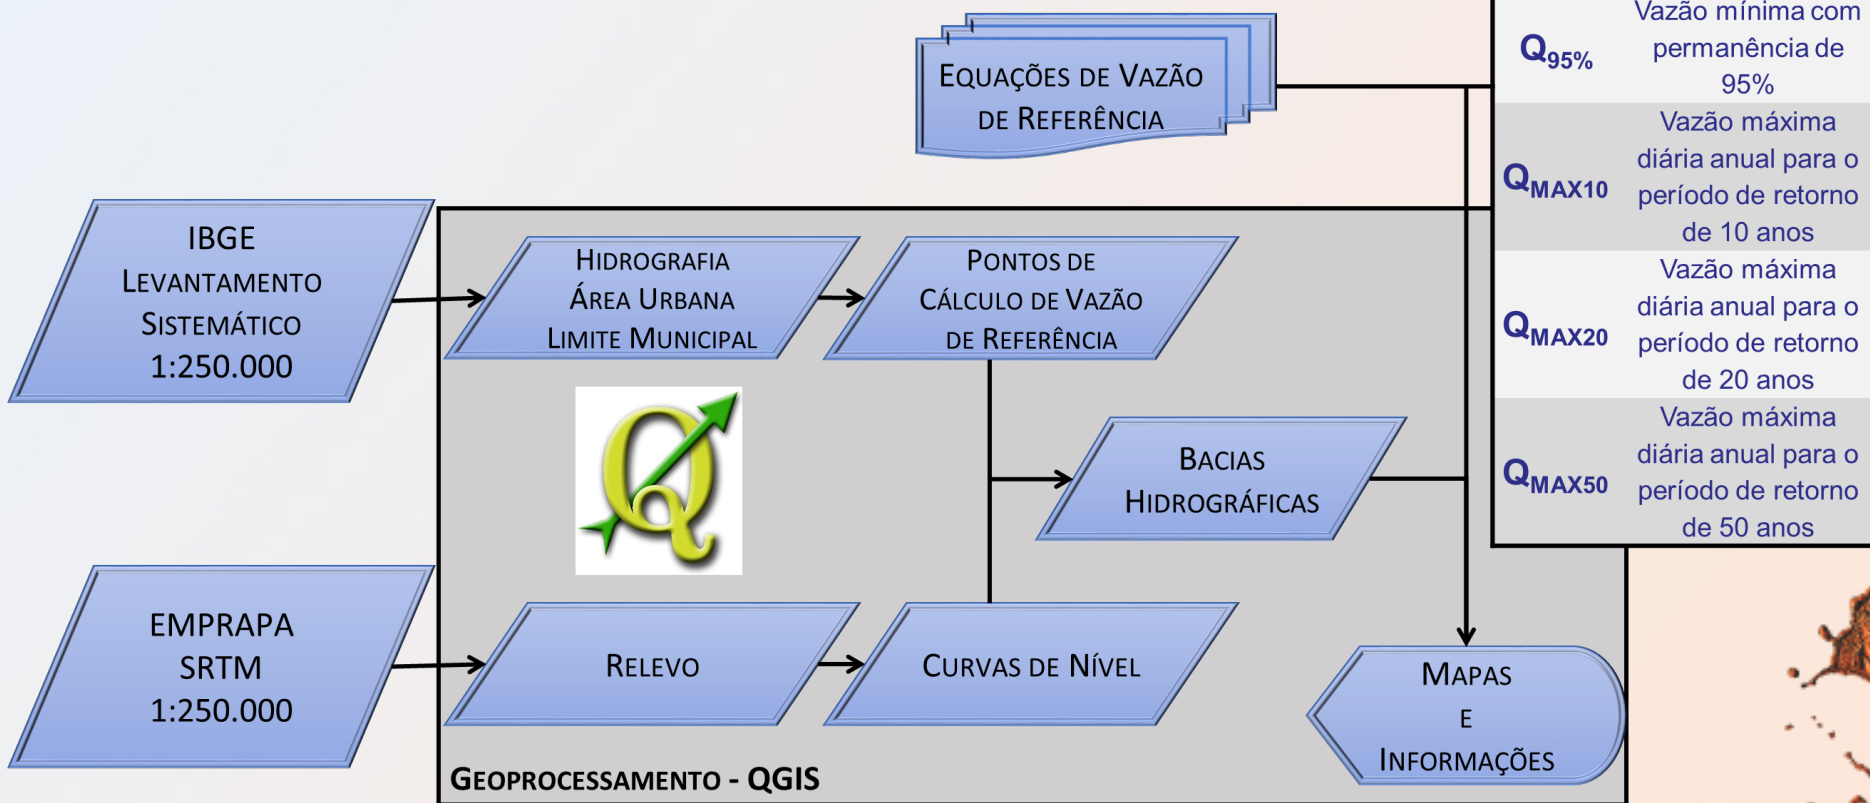 Equações de Vazão
de Referência
IBGE
Levantamento
Sistemático
1:250.000
Hidrografia
Área Urbana
Limite Municipal
Pontos de
Cálculo de Vazão
de Referência
Bacias
Hidrográficas
EMPRAPA
SRTM
1:250.000
Relevo
Curvas de Nível
Mapas
e
Informações
Geoprocessamento - QGIS
Vazão mínima com
Q95% permanência de
95%
Vazão máxima
diária anual para o
QMAX10 período de retorno
de 10 anos
Vazão máxima
diária anual para o
QMAX20 período de retorno
de 20 anos
Vazão máxima
diária anual para o
QMAX50 período de retorno
de 50 anos